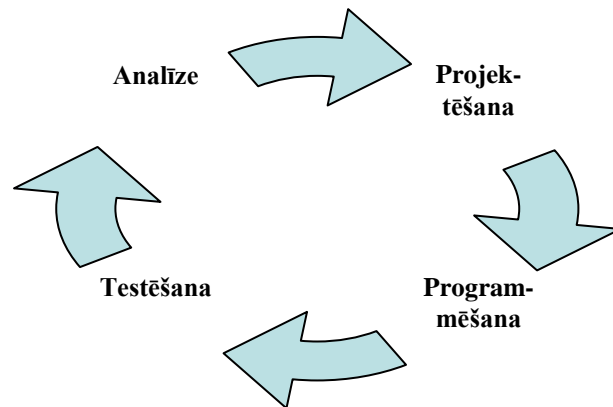 Analīze
Projek-
tēšana
Testēšana
Program-
mēšana